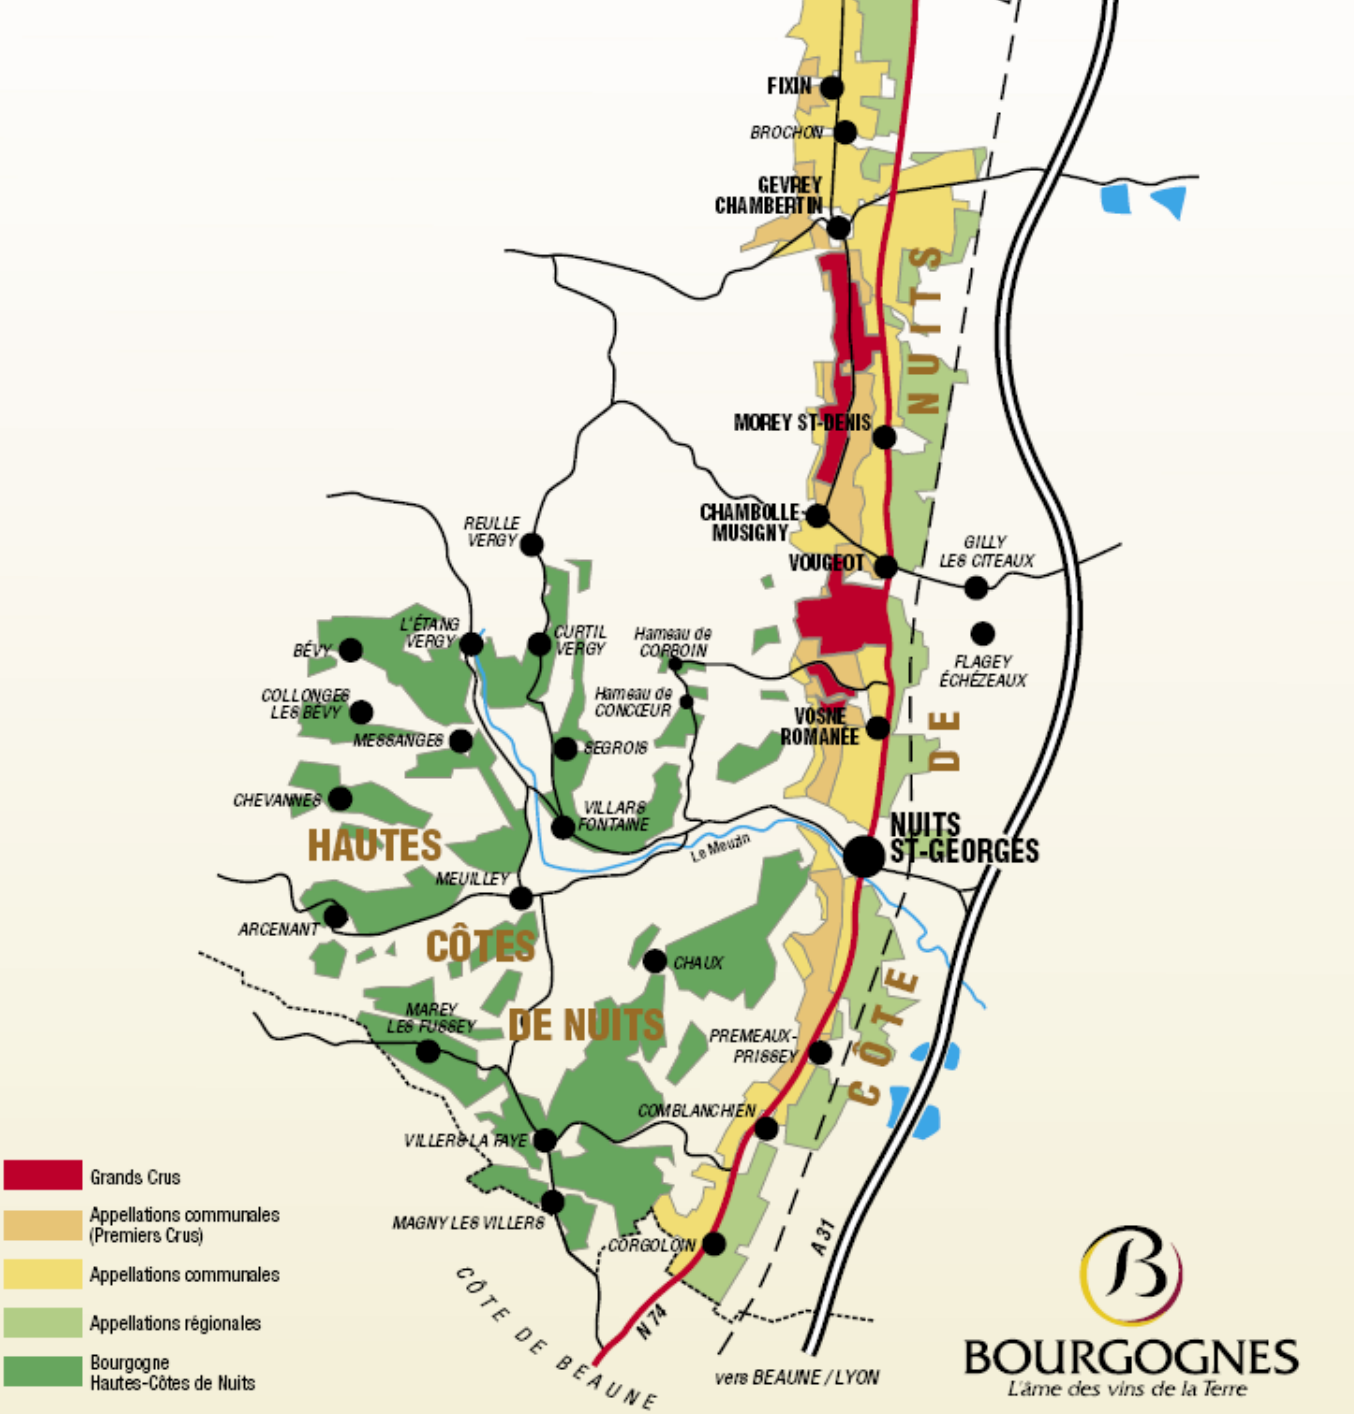 FIXIN
BROCHON
GEVREY
CHAMBERTIN
NUITS
MOREY ST-DENIS
CHAMBOLLE-
MUSIGNY
REULLE
VERGY
GILLY
LES CITEAUX
VOUGEOT
L'ÉTANG
VERGY
CURTIL
VERGY
Hameau de
CORBOIN
BÉVY
FLAGEY
ÉCHÉZEAUX
COLLONGES
LES BÉVY
Hameau de
CONCŒUR
VOSNE
ROMANÉE
DE
MESSANGES
SEGROIS
CHEVANNES
VILLARS
FONTAINE
NUITS
ST-GEORGES
HAUTES
Le Meuzin
MEUILLEY
ARCENANT
CÔTES
CHAUX
CÔTE
MAREY
LES FUSSEY
DE NUITS
PREMEAUX-
PRISSEY
COMBLANCHIEN
VILLERS LA FAYE
MAGNY LES VILLERS
CORGOLOIN
A 31
N 74
CÔTE DE BEAUNE
vers BEAUNE / LYON
Grands Crus
Appellations communales
(Premiers Crus)
Appellations communales
Appellations régionales
Bourgogne
Hautes-Côtes de Nuits
B
BOURGOGNES
L'âme des vins de la Terre